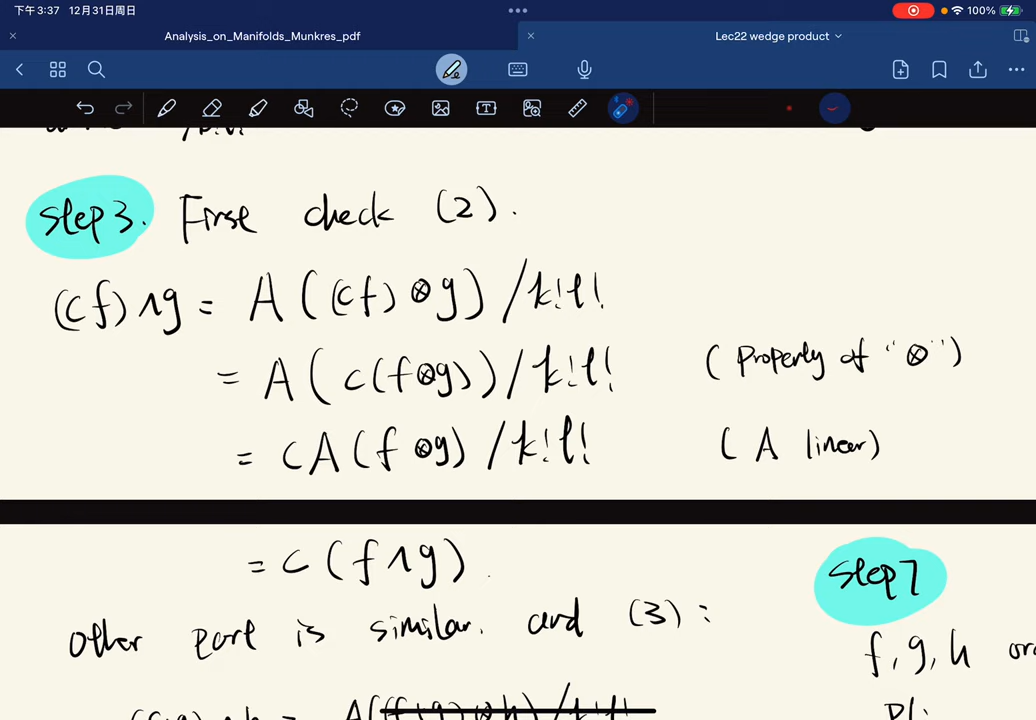 下午3:37 12月31日周日
100%
Analysis_on_Manifolds_Munkres_pdf
Lec22 wedge product
Step 3. First check (2).
(cf)∧g = A((cf)⊗g)/k!l!
= A(c(f⊗g))/k!l! (Property of "⊗")
= cA(f⊗g)/k!l! (A linear)
= c(f∧g).
Step 7
other part is similar. and (3):
f, g, h